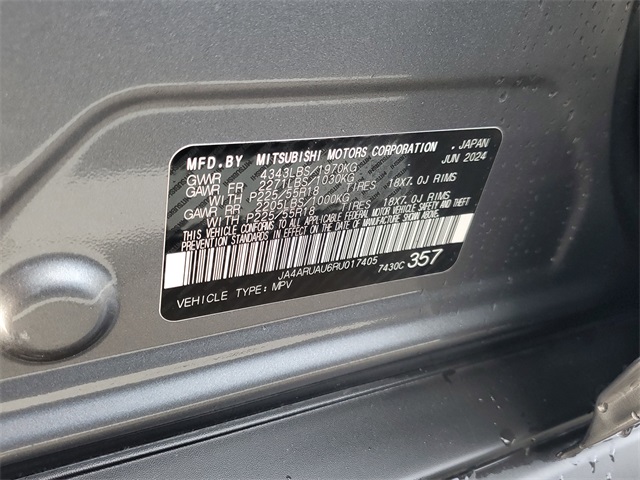 MFD.BY MITSUBISHI MOTORS CORPORATION , JAPAN
JUN 2024
GVWR 4343LBS/1970KG
GAWR FR 2271LBS/1030KG
WITH P225/55R18 TIRES 18X7.0J RIMS
GAWR RR 2205LBS/1000KG
WITH P225/55R18 TIRES 18X7.0J RIMS
THIS VEHICLE CONFORMS TO ALL APPLICABLE FEDERAL MOTOR VEHICLE SAFETY AND THEFT
PREVENTION STANDARDS IN EFFECT ON THE DATE OF MANUFACTURE SHOWN ABOVE.
JA4ARUAU6RU017405 7430C 357
VEHICLE TYPE: MPV